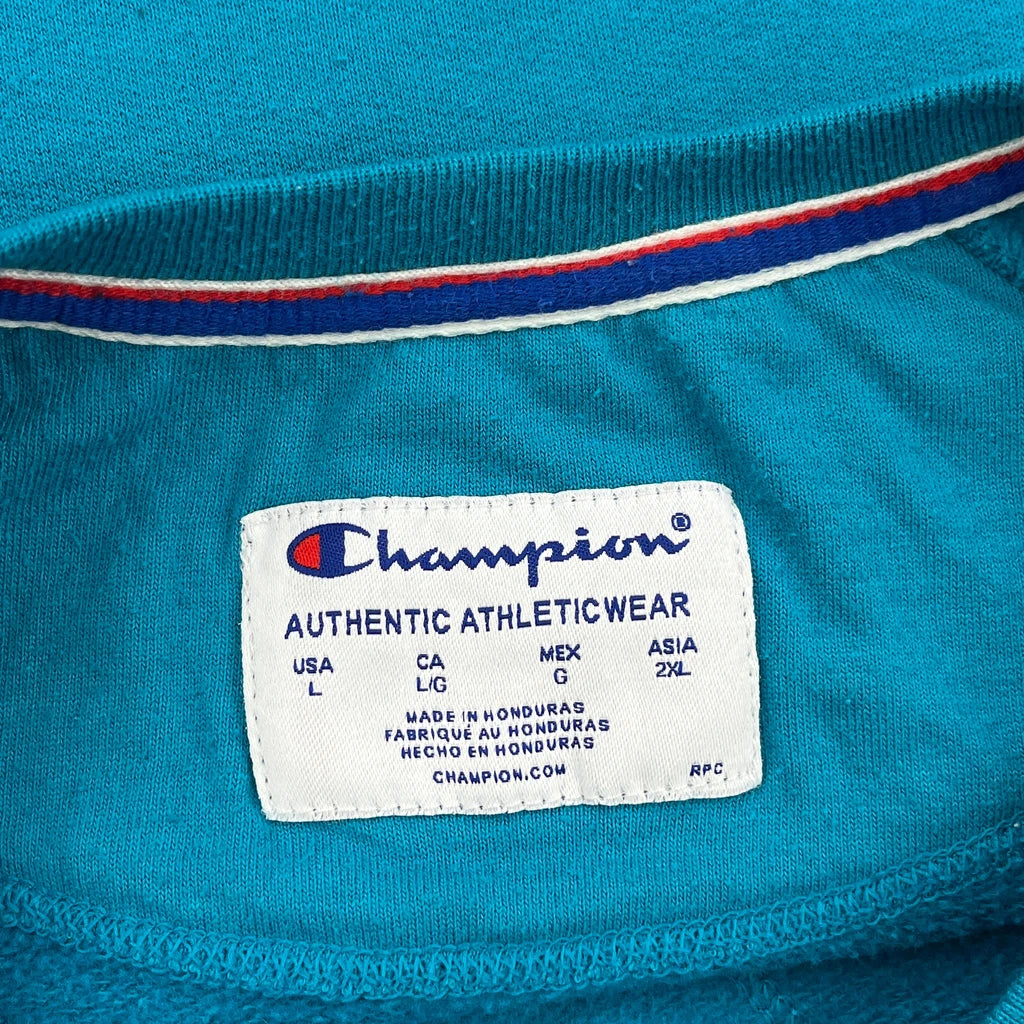 Champion®
AUTHENTIC ATHLETICWEAR
USA CA MEX ASIA
L L/G G 2XL
MADE IN HONDURAS
FABRIQUÉ AU HONDURAS
HECHO EN HONDURAS
CHAMPION.COM RPC